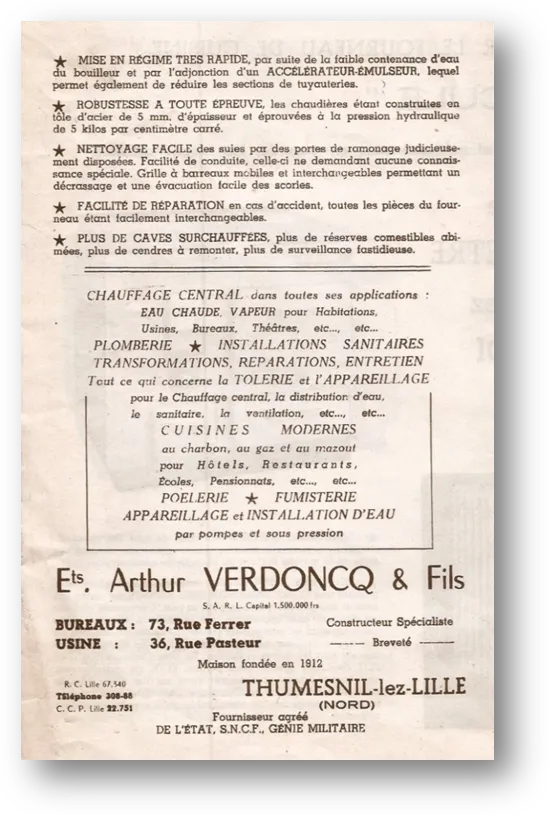 ★ MISE EN RÉGIME TRES RAPIDE, par suite de la faible contenance d'eau
du bouilleur et par l'adjonction d'un ACCÉLÉRATEUR-ÉMULSEUR, lequel
permet également de réduire les sections de tuyauteries.
★ ROBUSTESSE A TOUTE ÉPREUVE, les chaudières étant construites en
tôle d'acier de 5 mm. d'épaisseur et éprouvées à la pression hydraulique
de 5 kilos par centimètre carré.
★ NETTOYAGE FACILE des suies par des portes de ramonage judicieuse-
ment disposées. Facilité de conduite, celle-ci ne demandant aucune connais-
sance spéciale. Grille à barreaux mobiles et interchangeables permettant un
décrassage et une évacuation facile des scories.
★ FACILITÉ DE RÉPARATION en cas d'accident, toutes les pièces du four-
neau étant facilement interchangeables.
★ PLUS DE CAVES SURCHAUFFÉES, plus de réserves comestibles abi-
mées, plus de cendres à remonter, plus de surveillance fastidieuse.
CHAUFFAGE CENTRAL dans toutes ses applications :
EAU CHAUDE, VAPEUR pour Habitations,
Usines, Bureaux, Théâtres, etc..., etc...
PLOMBERIE ★ INSTALLATIONS SANITAIRES
TRANSFORMATIONS, REPARATIONS, ENTRETIEN
Tout ce qui concerne la TOLERIE et l'APPAREILLAGE
pour le Chauffage central, la distribution d'eau,
le sanitaire, la ventilation, etc..., etc...
CUISINES MODERNES
au charbon, au gaz et au mazout
pour Hôtels, Restaurants,
Écoles, Pensionnats, etc..., etc...
POELERIE ★ FUMISTERIE
APPAREILLAGE et INSTALLATION D'EAU
par pompes et sous pression
Ets. Arthur VERDONCQ & Fils
S. A. R. L. Capital 1.500.000 frs
BUREAUX : 73, Rue Ferrer Constructeur Spécialiste
USINE : 36, Rue Pasteur —— Breveté ——
Maison fondée en 1912
R. C. Lille 67.540
Téléphone 308-88
C. C. P. Lille 22.751
THUMESNIL-lez-LILLE
(NORD)
Fournisseur agréé
DE L'ÉTAT, S.N.C.F., GÉNIE MILITAIRE